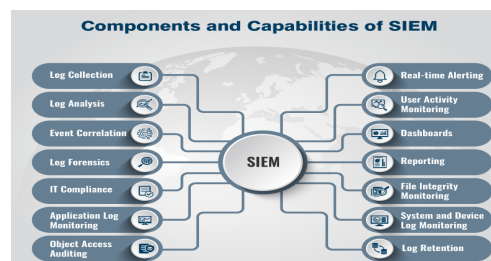 Components and Capabilities of SIEM
Log Collection
Log Analysis
Event Correlation
Log Forensics
IT Compliance
Application Log
Monitoring
Object Access
Auditing
SIEM
Real-time Alerting
User Activity
Monitoring
Dashboards
Reporting
File Integrity
Monitoring
System and Device
Log Monitoring
Log Retention